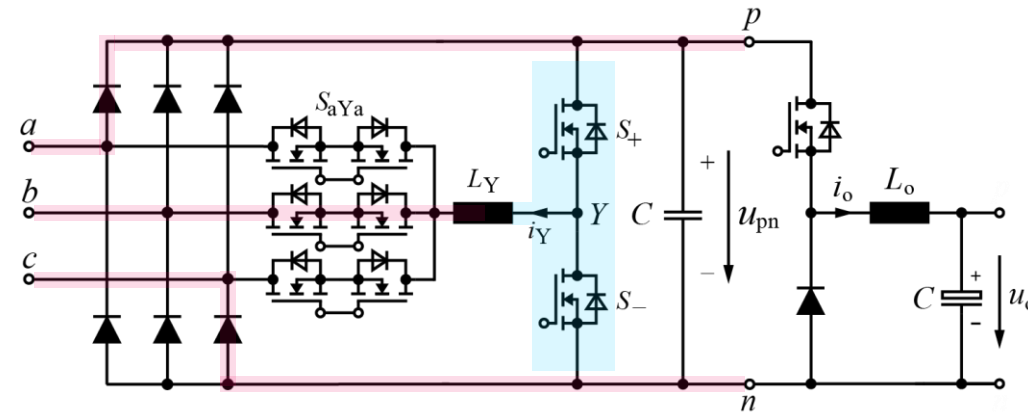 p
a
S_aYa
S_+
b
L_Y
+
i_o
L_o
i_Y
Y
C
u_pn
c
–
S_−
C
+
-
n